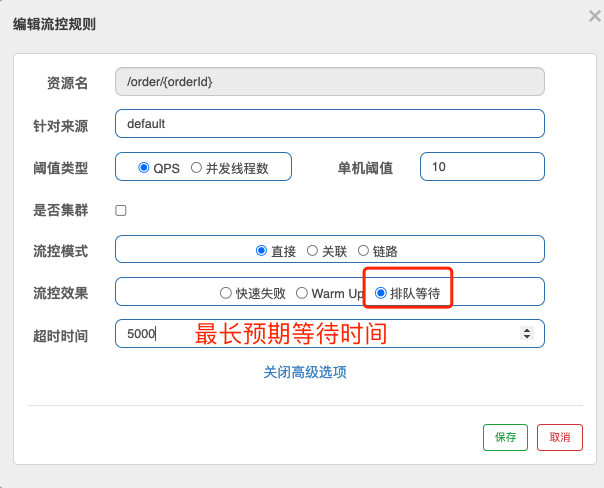 编辑流控规则 ×
资源名 /order/{orderId}
针对来源 default
阈值类型 QPS 并发线程数 单机阈值 10
是否集群
流控模式 直接 关联 链路
流控效果 快速失败 Warm Up 排队等待
超时时间 5000 最长预期等待时间
关闭高级选项
保存 取消